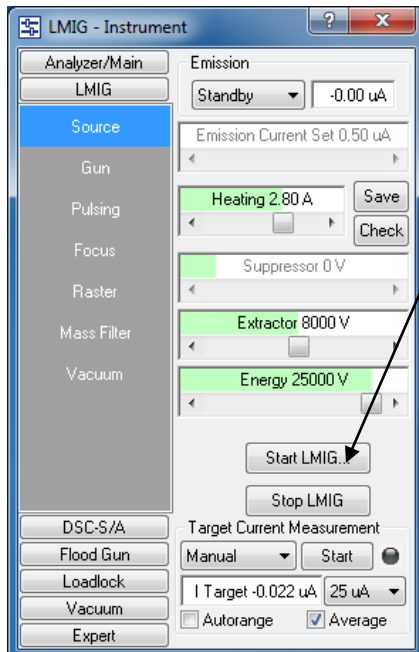 LMIG - Instrument
Analyzer/Main
LMIG
Source
Gun
Pulsing
Focus
Raster
Mass Filter
Vacuum
DSC-S/A
Flood Gun
Loadlock
Vacuum
Expert
Emission
Standby
-0.00 uA
Emission Current Set 0.50 uA
Heating 2.80 A
Save
Check
Suppressor 0 V
Extractor 8000 V
Energy 25000 V
Start LMIG...
Stop LMIG
Target Current Measurement
Manual
Start
I Target -0.022 uA
25 uA
Autorange
Average